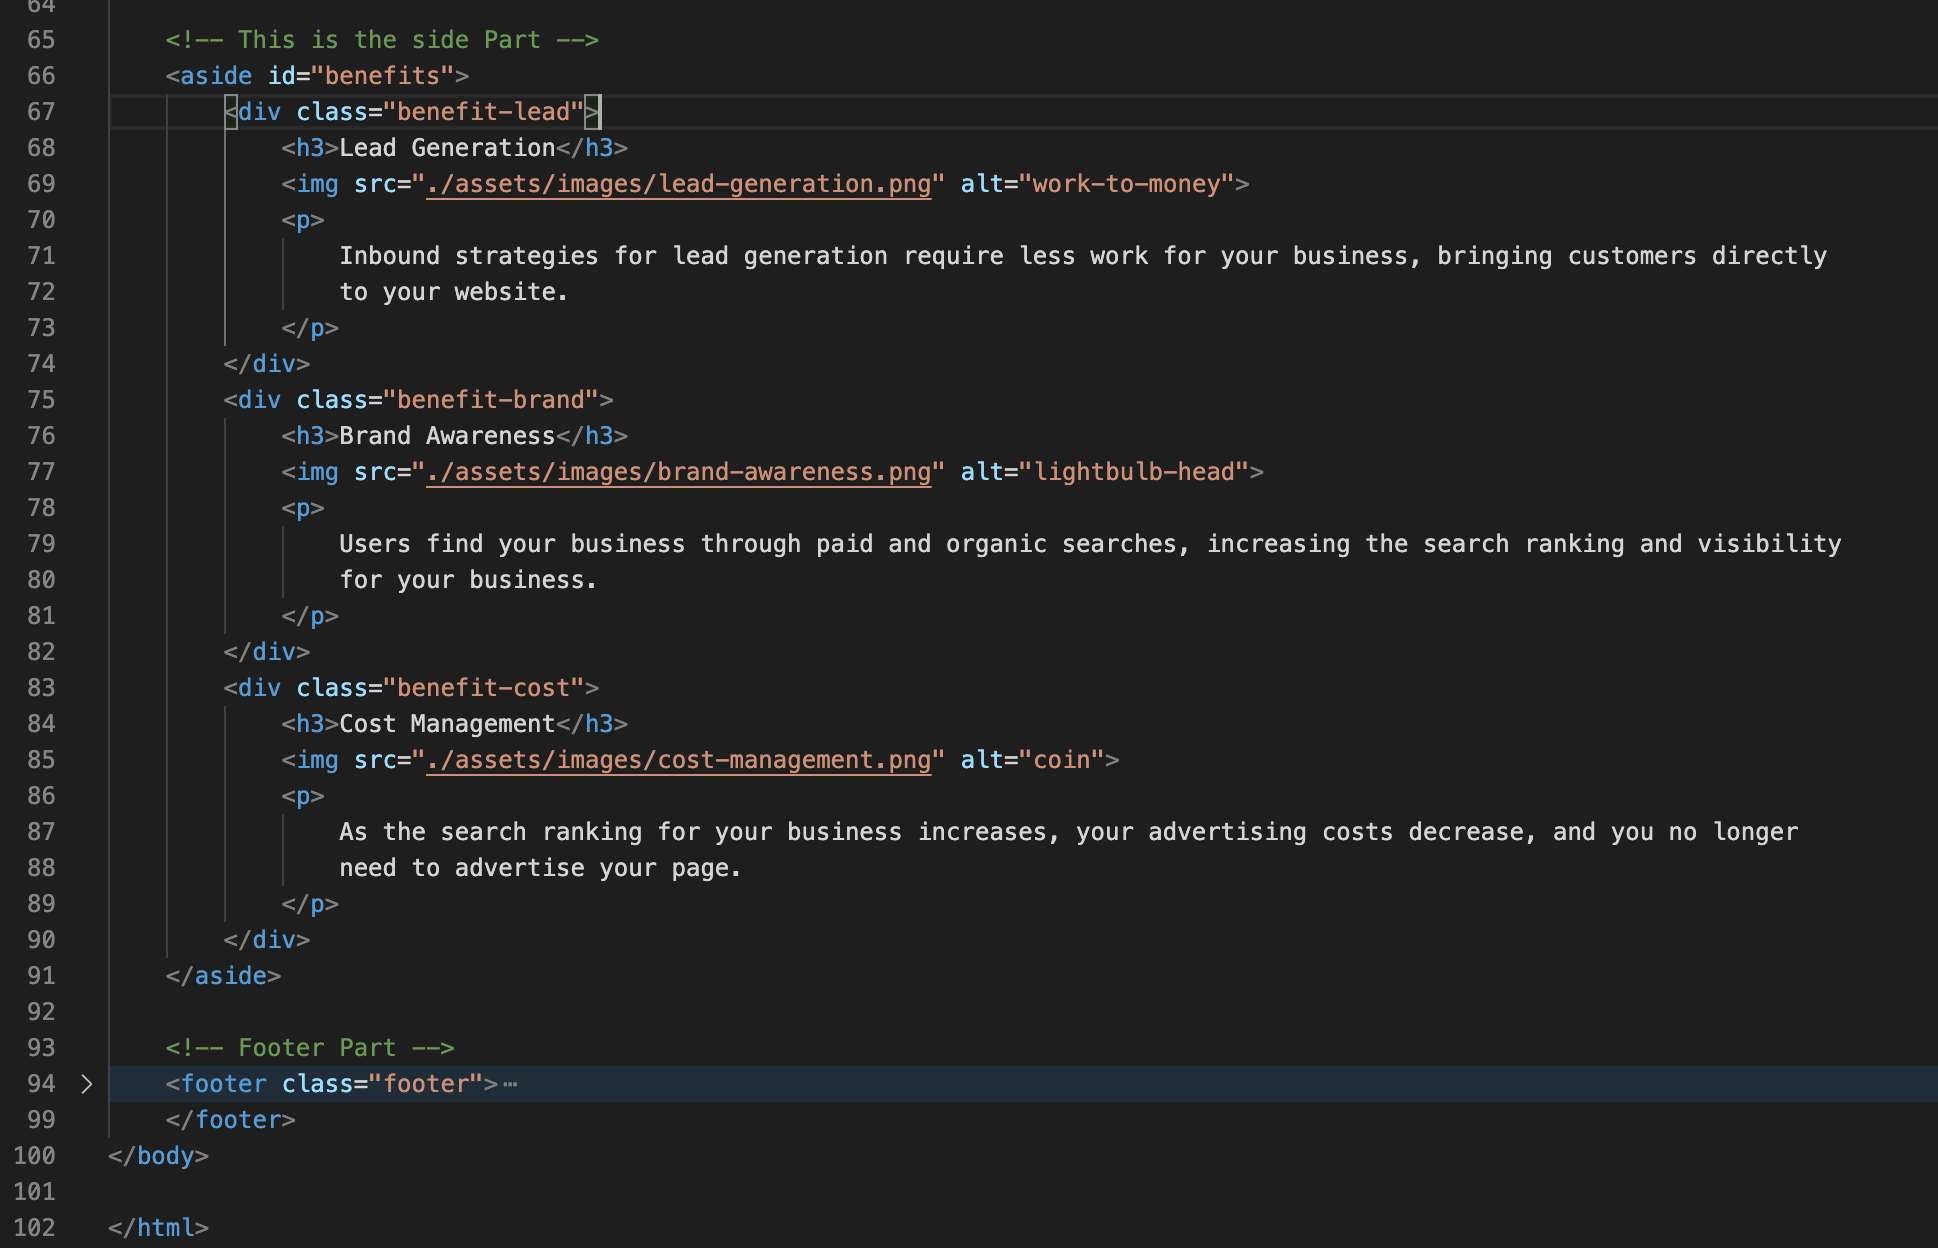 64
65 <!-- This is the side Part -->
66 <aside id="benefits">
67 <div class="benefit-lead">
68 <h3>Lead Generation</h3>
69 <img src="./assets/images/lead-generation.png" alt="work-to-money">
70 <p>
71 Inbound strategies for lead generation require less work for your business, bringing customers directly
72 to your website.
73 </p>
74 </div>
75 <div class="benefit-brand">
76 <h3>Brand Awareness</h3>
77 <img src="./assets/images/brand-awareness.png" alt="lightbulb-head">
78 <p>
79 Users find your business through paid and organic searches, increasing the search ranking and visibility
80 for your business.
81 </p>
82 </div>
83 <div class="benefit-cost">
84 <h3>Cost Management</h3>
85 <img src="./assets/images/cost-management.png" alt="coin">
86 <p>
87 As the search ranking for your business increases, your advertising costs decrease, and you no longer
88 need to advertise your page.
89 </p>
90 </div>
91 </aside>
92
93 <!-- Footer Part -->
94 <footer class="footer">⋯
99 </footer>
100 </body>
101
102 </html>